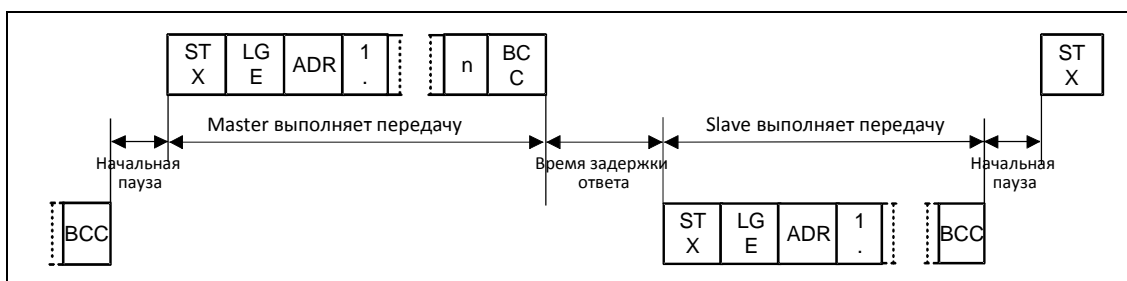 ST LG ADR 1 n BC ST
X E . C X
Master выполняет передачу Slave выполняет передачу
Начальная Время задержки Начальная
пауза ответа пауза
BCC ST LG ADR 1 BCC
X E .